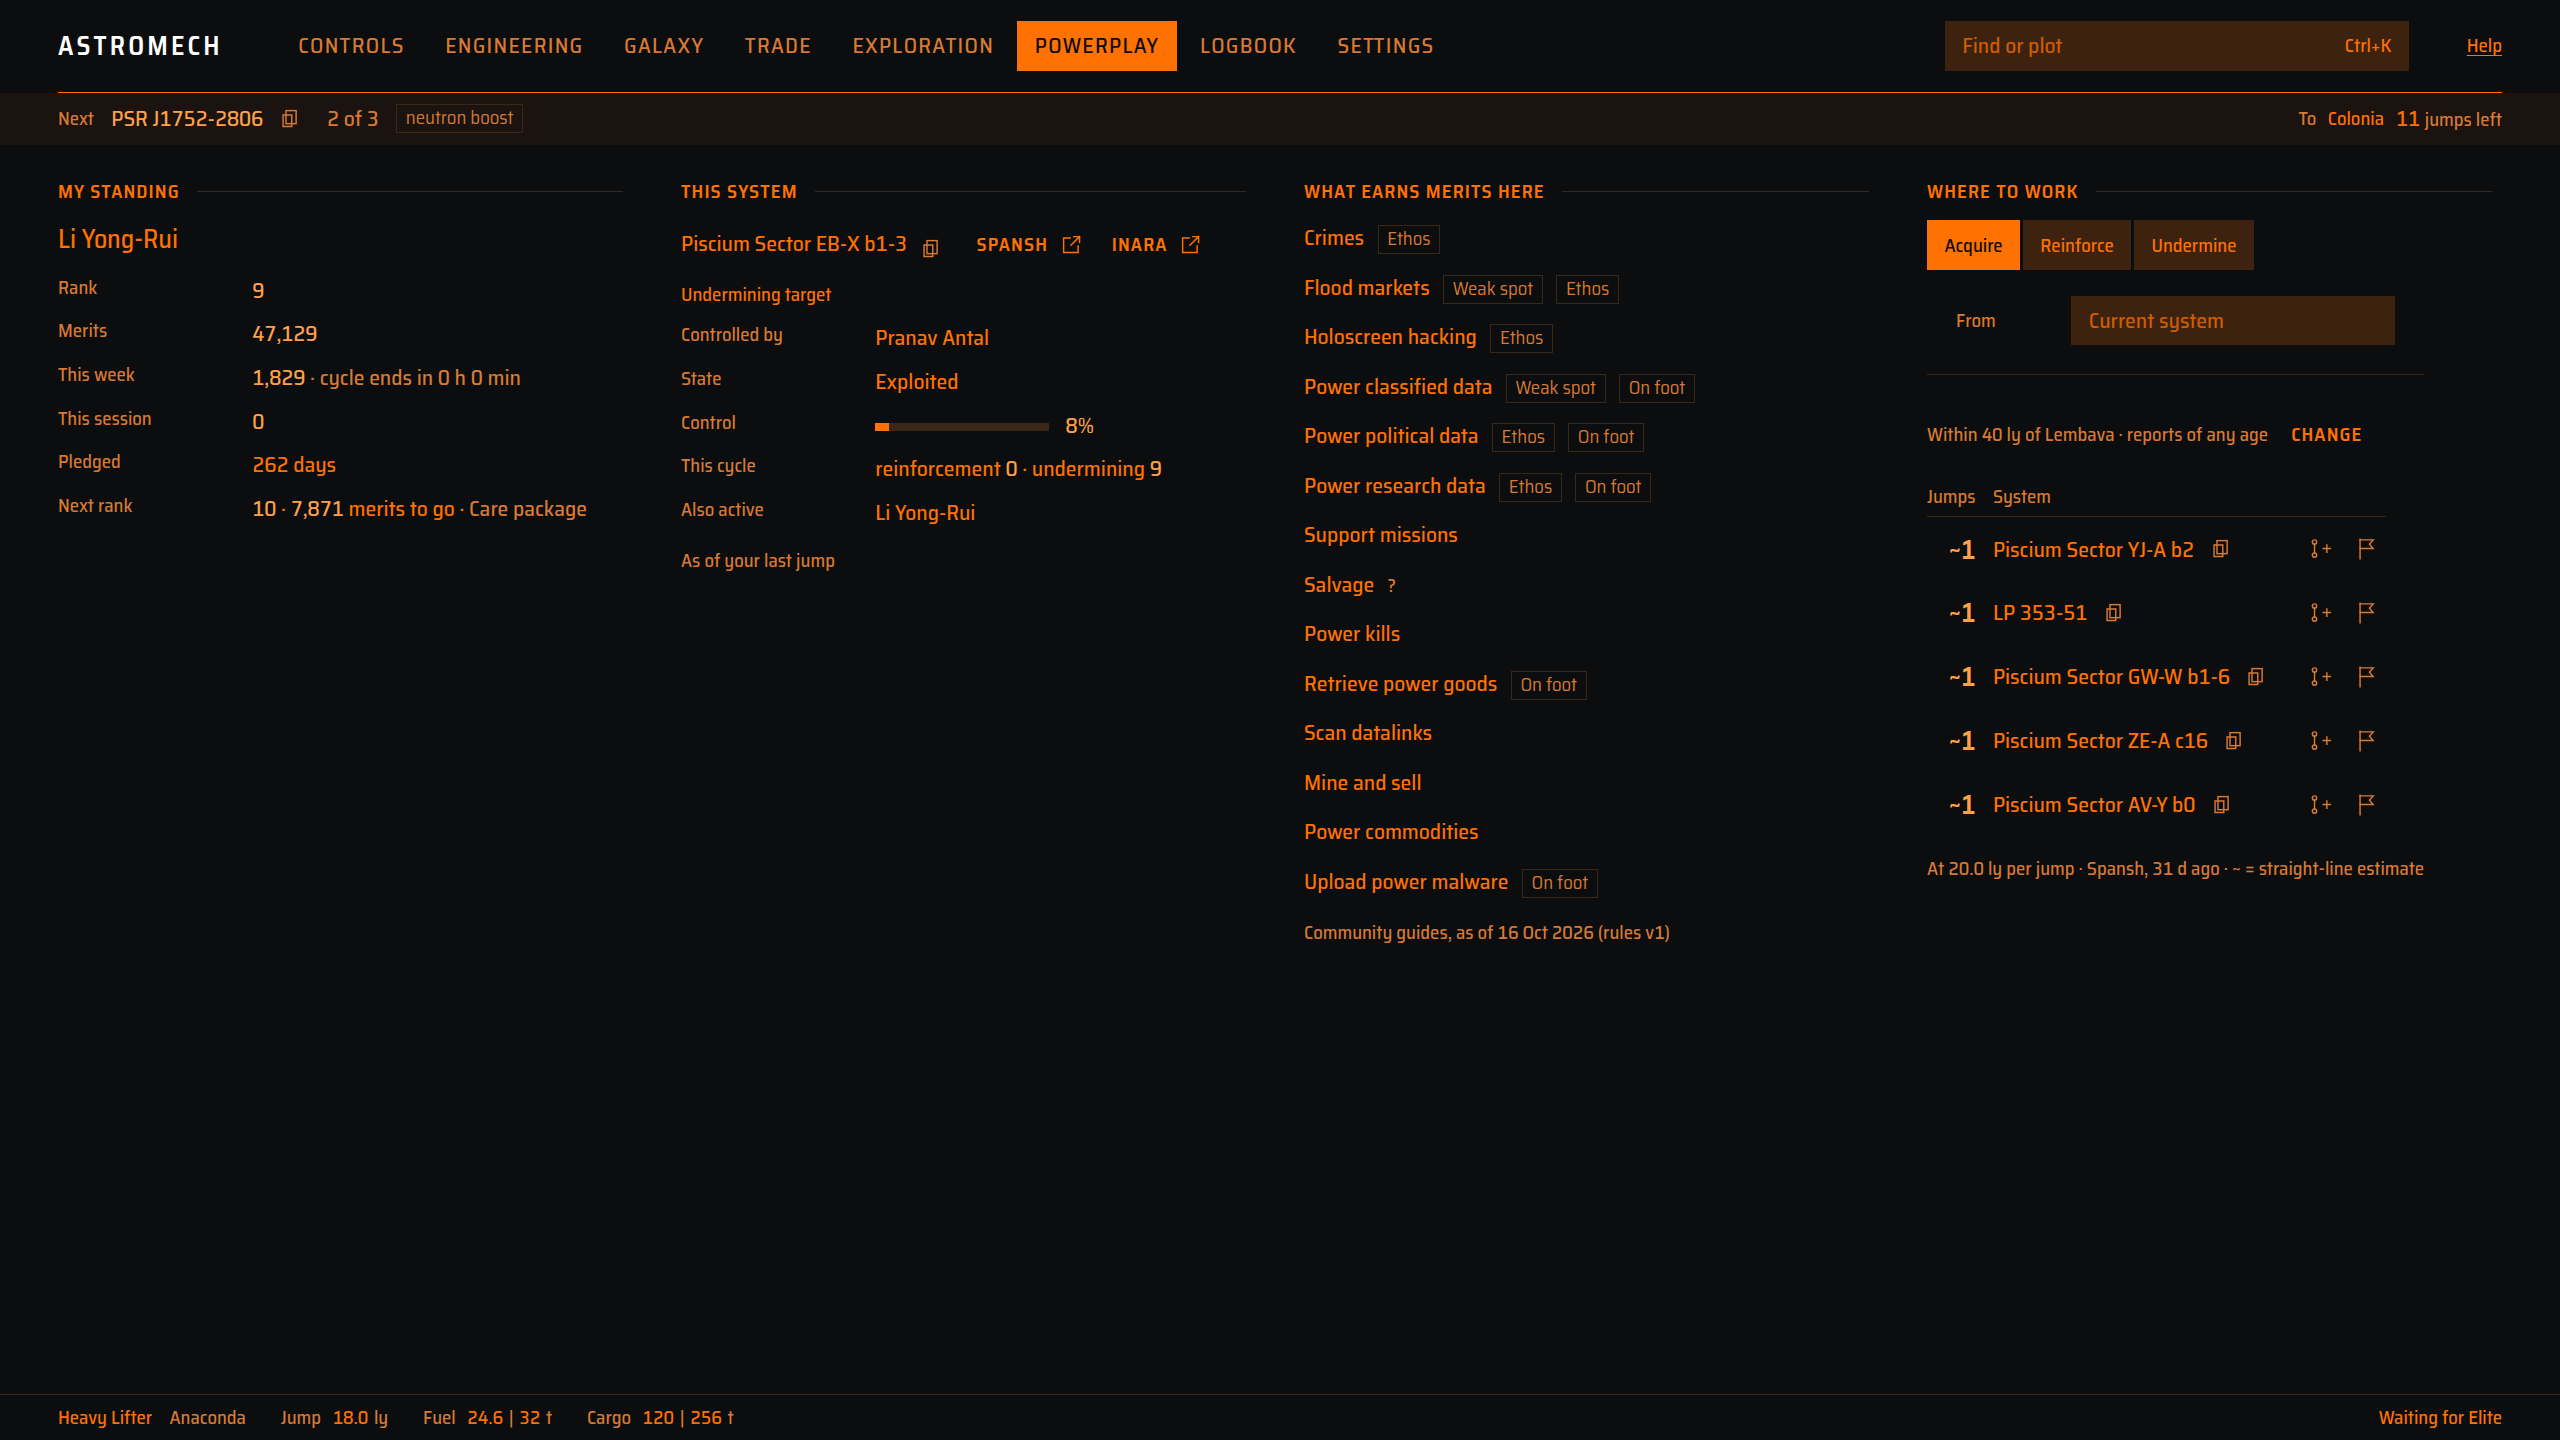 ASTROMECH CONTROLS ENGINEERING GALAXY TRADE EXPLORATION POWERPLAY LOGBOOK SETTINGS Find or plot Ctrl+K Help
Next PSR J1752-2806 2 of 3 neutron boost To Colonia 11 jumps left
MY STANDING
Li Yong-Rui
Rank 9
Merits 47,129
This week 1,829 · cycle ends in 0 h 0 min
This session 0
Pledged 262 days
Next rank 10 · 7,871 merits to go · Care package
THIS SYSTEM
Piscium Sector EB-X b1-3 SPANSH INARA
Undermining target
Controlled by Pranav Antal
State Exploited
Control 8%
This cycle reinforcement 0 · undermining 9
Also active Li Yong-Rui
As of your last jump
WHAT EARNS MERITS HERE
Crimes Ethos
Flood markets Weak spot Ethos
Holoscreen hacking Ethos
Power classified data Weak spot On foot
Power political data Ethos On foot
Power research data Ethos On foot
Support missions
Salvage ?
Power kills
Retrieve power goods On foot
Scan datalinks
Mine and sell
Power commodities
Upload power malware On foot
Community guides, as of 16 Oct 2026 (rules v1)
WHERE TO WORK
Acquire Reinforce Undermine
From Current system
Within 40 ly of Lembava · reports of any age CHANGE
Jumps System
~1 Piscium Sector YJ-A b2
~1 LP 353-51
~1 Piscium Sector GW-W b1-6
~1 Piscium Sector ZE-A c16
~1 Piscium Sector AV-Y b0
At 20.0 ly per jump · Spansh, 31 d ago · ~ = straight-line estimate
Heavy Lifter Anaconda Jump 18.0 ly Fuel 24.6 | 32 t Cargo 120 | 256 t Waiting for Elite